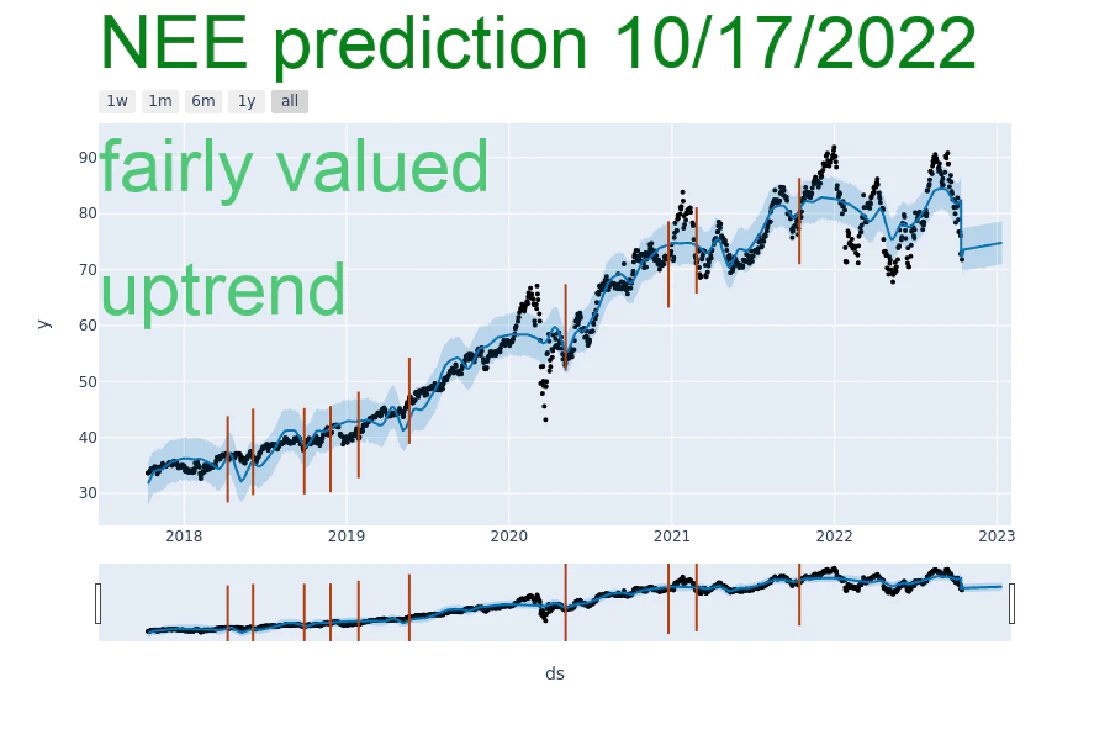 NEE prediction 10/17/2022
1w 1m 6m 1y all
fairly valued
uptrend
90
80
70
60
50
40
30
y
2018 2019 2020 2021 2022 2023
ds